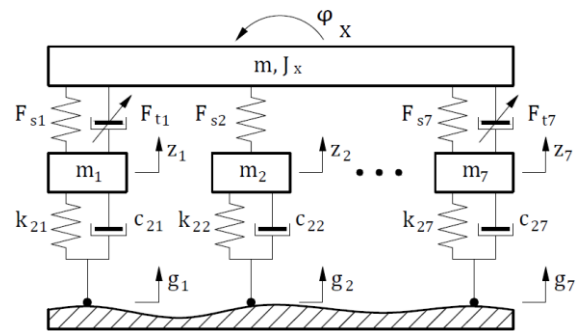 φ x
m, J x
F s1 F t1 F s2 F s7 F t7
m 1 z 1 m 2 z 2 • • • m 7 z 7
k 21 c 21 k 22 c 22 k 27 c 27
g 1 g 2 g 7